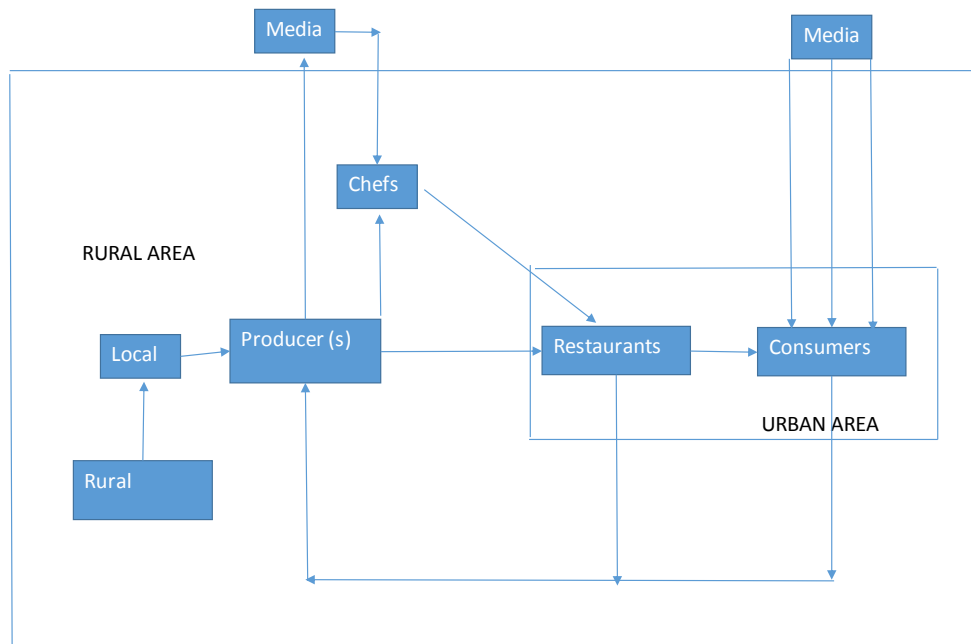 Media
Media
Chefs
RURAL AREA
Producer (s)
Local
Restaurants
Consumers
URBAN AREA
Rural